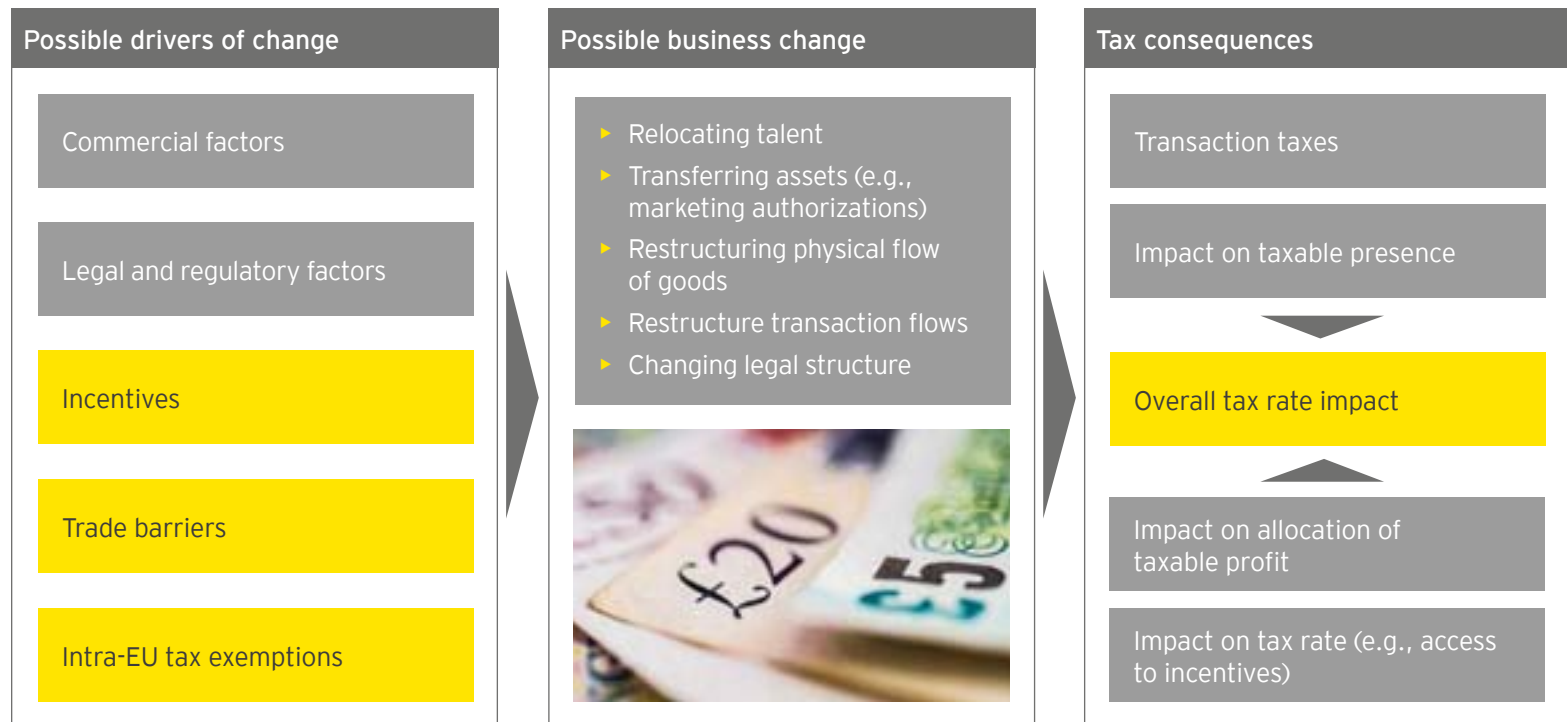 Possible drivers of change
Commercial factors
Legal and regulatory factors
Incentives
Trade barriers
Intra-EU tax exemptions
Possible business change
▸ Relocating talent
▸ Transferring assets (e.g.,
marketing authorizations)
▸ Restructuring physical flow
of goods
▸ Restructure transaction flows
▸ Changing legal structure
£20
£5
Tax consequences
Transaction taxes
Impact on taxable presence
Overall tax rate impact
Impact on allocation of
taxable profit
Impact on tax rate (e.g., access
to incentives)